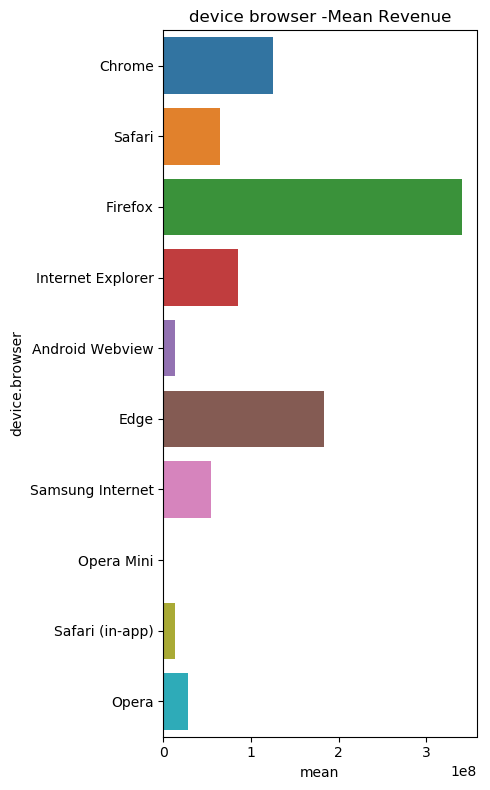 device browser -Mean Revenue
Chrome
Safari
Firefox
Internet Explorer
Android Webview
Edge
Samsung Internet
Opera Mini
Safari (in-app)
Opera
device.browser
0 1 2 3
1e8
mean